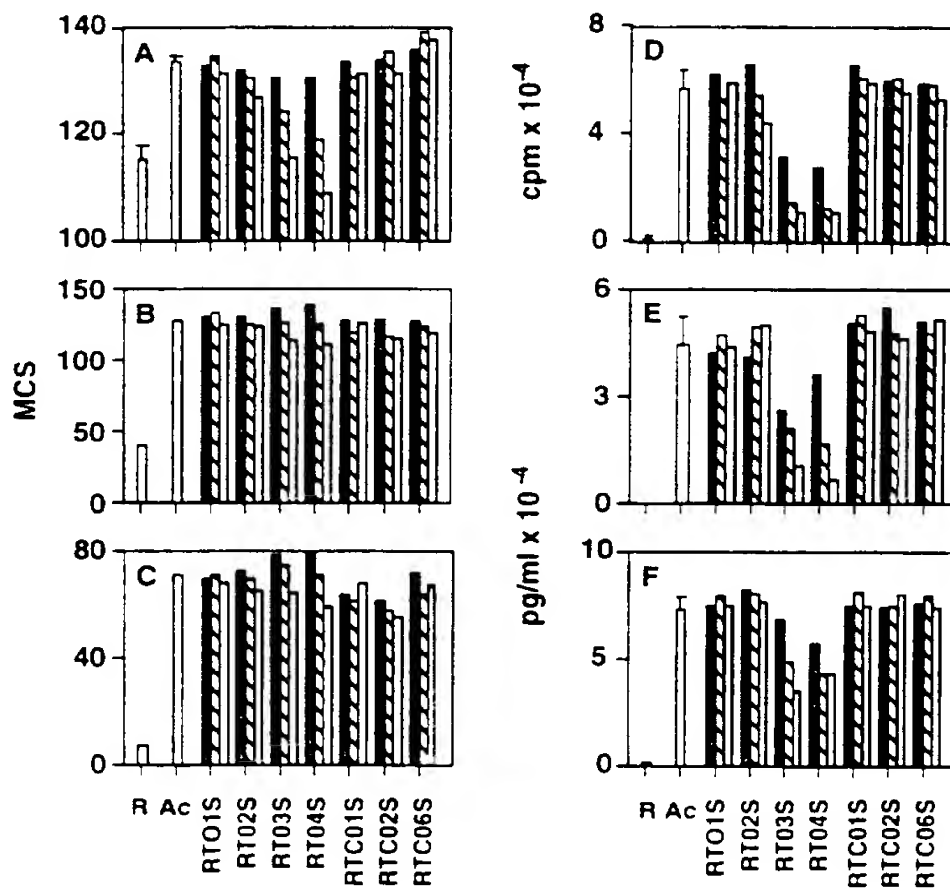 A
140
120
100
B
150
100
50
0
C
80
40
0
MCS
R Ac RTO1S RT02S RT03S RT04S RTC01S RTC02S RTC06S
D
8
4
0
cpm x 10⁻⁴
E
6
3
0
F
10
5
0
pg/ml x 10⁻⁴
R Ac RTO1S RT02S RT03S RT04S RTC01S RTC02S RTC06S